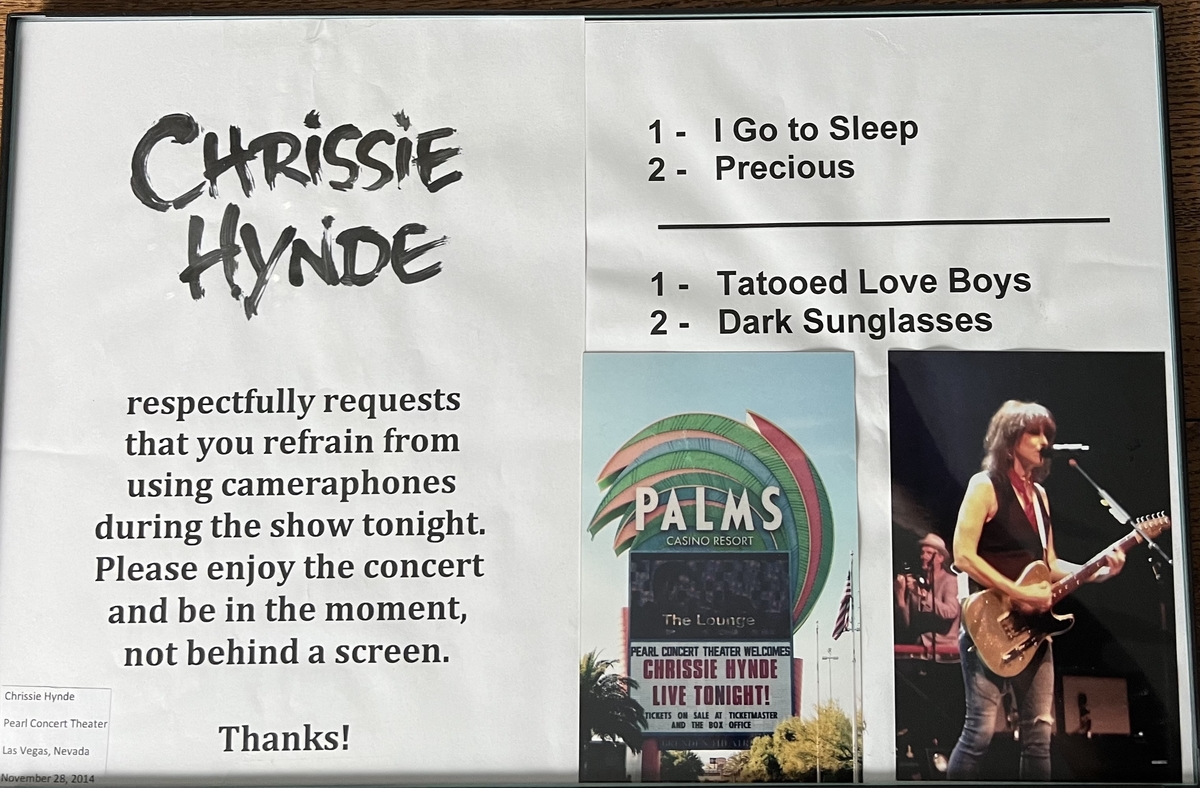 CHRISSIE
HYNDE
respectfully requests
that you refrain from
using cameraphones
during the show tonight.
Please enjoy the concert
and be in the moment,
not behind a screen.
Thanks!
Chrissie Hynde
Pearl Concert Theater
Las Vegas, Nevada
November 28, 2014
1 - I Go to Sleep
2 - Precious
1 - Tatooed Love Boys
2 - Dark Sunglasses
PALMS
CASINO RESORT
The Lounge
PEARL CONCERT THEATER WELCOMES
CHRISSIE HYNDE
LIVE TONIGHT!
TICKETS ON SALE AT TICKETMASTER
AND THE BOX OFFICE